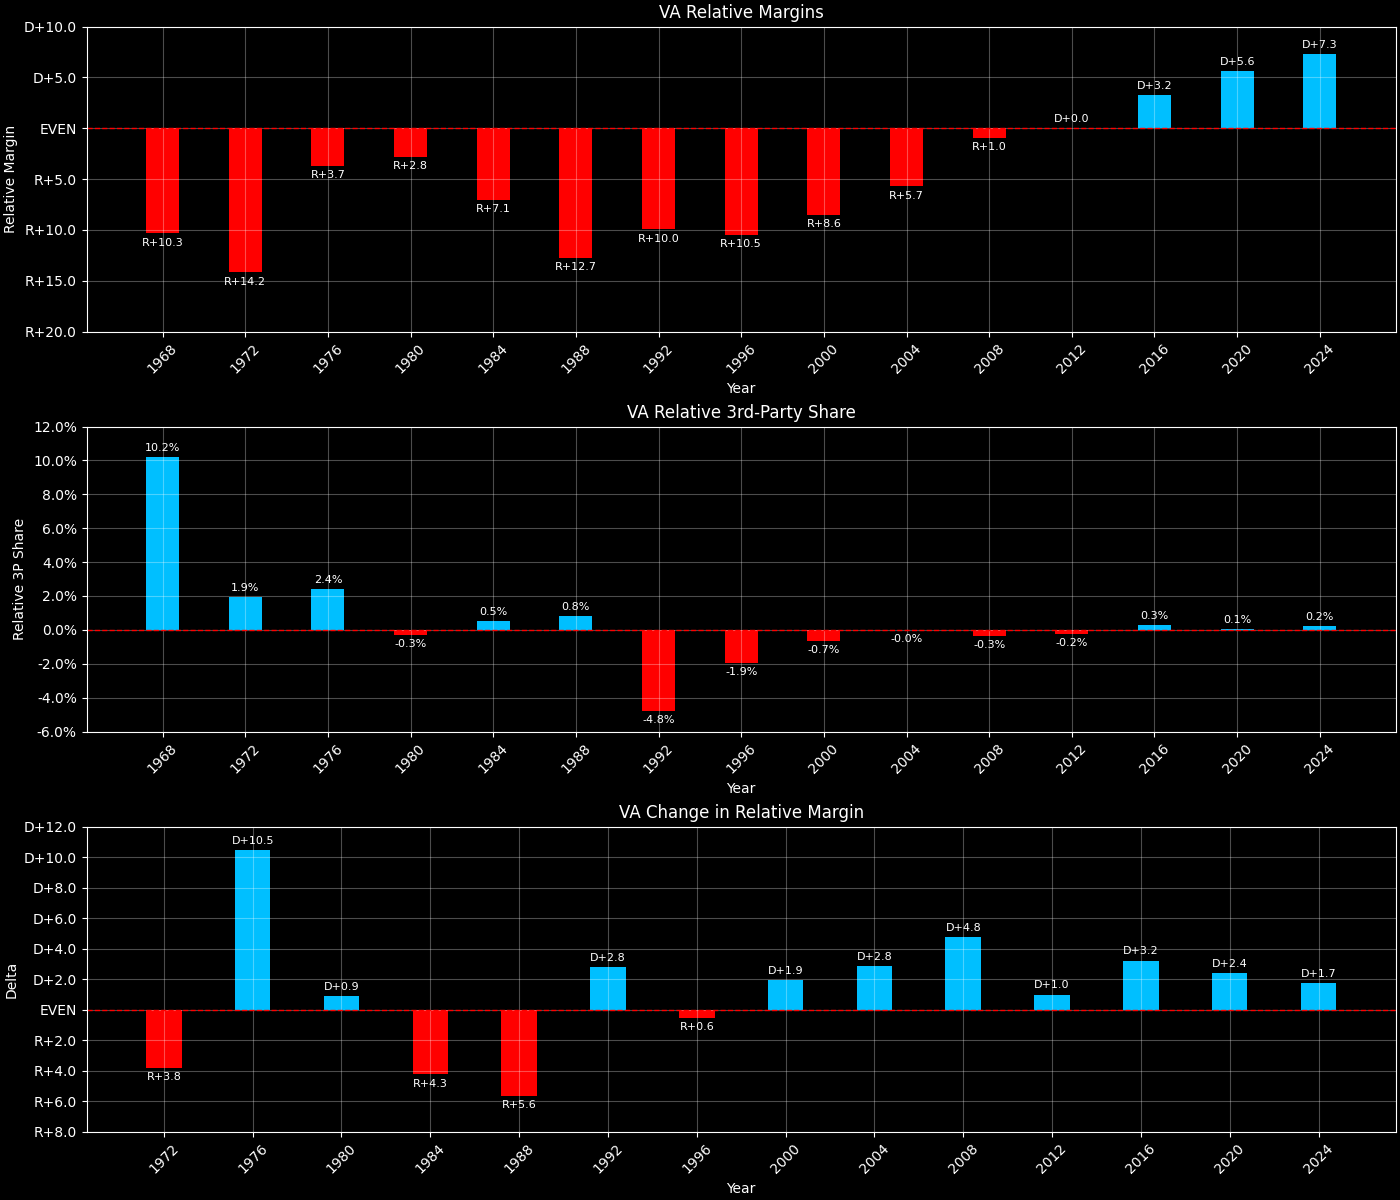 VA Relative Margins
D+10.0
D+5.0
EVEN
R+5.0
R+10.0
R+15.0
R+20.0
Relative Margin
R+10.3
R+14.2
R+3.7
R+2.8
R+7.1
R+12.7
R+10.0
R+10.5
R+8.6
R+5.7
R+1.0
D+0.0
D+3.2
D+5.6
D+7.3
1968 1972 1976 1980 1984 1988 1992 1996 2000 2004 2008 2012 2016 2020 2024
Year
VA Relative 3rd-Party Share
12.0%
10.0%
8.0%
6.0%
4.0%
2.0%
0.0%
-2.0%
-4.0%
-6.0%
Relative 3P Share
10.2%
1.9%
2.4%
-0.3%
0.5%
0.8%
-4.8%
-1.9%
-0.7%
-0.0%
-0.3%
-0.2%
0.3%
0.1%
0.2%
1968 1972 1976 1980 1984 1988 1992 1996 2000 2004 2008 2012 2016 2020 2024
Year
VA Change in Relative Margin
D+12.0
D+10.0
D+8.0
D+6.0
D+4.0
D+2.0
EVEN
R+2.0
R+4.0
R+6.0
R+8.0
Delta
R+3.8
D+10.5
D+0.9
R+4.3
R+5.6
D+2.8
R+0.6
D+1.9
D+2.8
D+4.8
D+1.0
D+3.2
D+2.4
D+1.7
1972 1976 1980 1984 1988 1992 1996 2000 2004 2008 2012 2016 2020 2024
Year